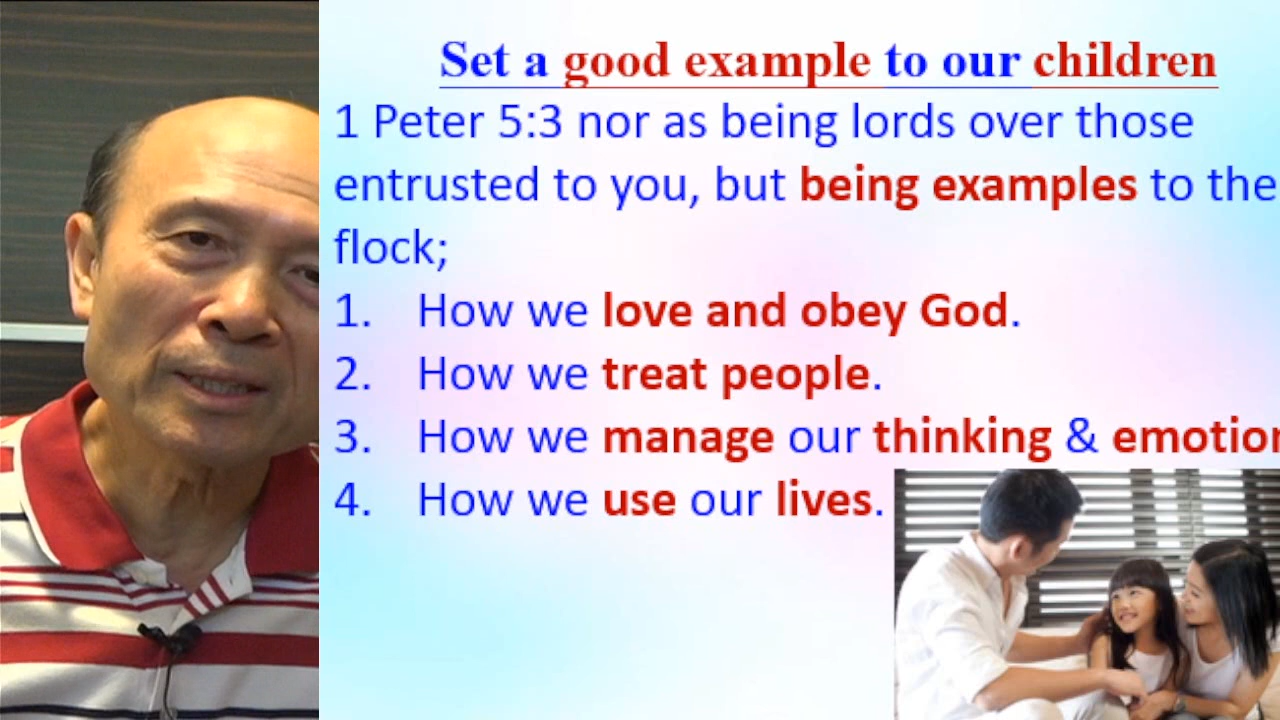 Set a good example to our children
1 Peter 5:3 nor as being lords over those
entrusted to you, but being examples to the
flock;
1. How we love and obey God.
2. How we treat people.
3. How we manage our thinking & emotion
4. How we use our lives.